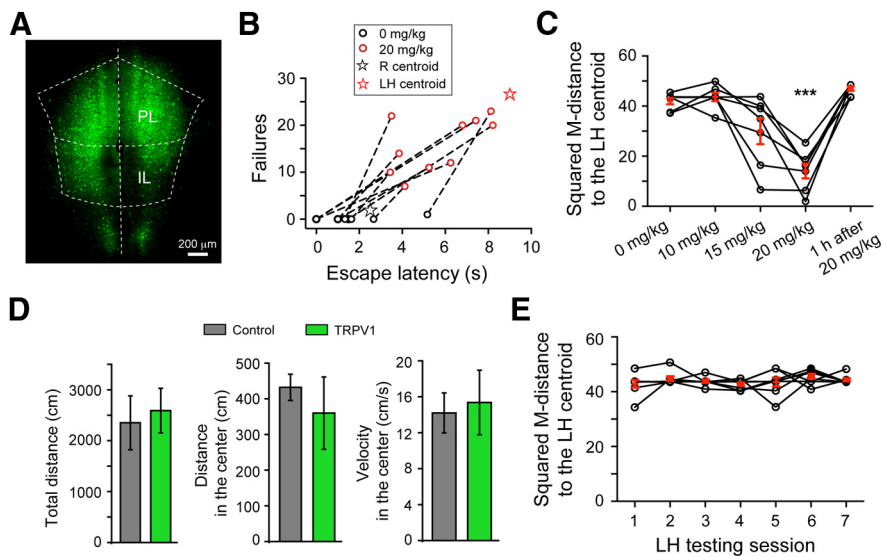 A
PL
IL
200 μm
B
0 mg/kg
20 mg/kg
R centroid
LH centroid
Failures
30
20
10
0
0 2 4 6 8 10
Escape latency (s)
C
Squared M-distance
to the LH centroid
60
40
20
0
***
0 mg/kg
10 mg/kg
15 mg/kg
20 mg/kg
1 h after
20 mg/kg
D
Control
TRPV1
Total distance (cm)
3000
2000
1000
0
Distance
in the center (cm)
500
400
300
200
100
0
Velocity
in the center (cm/s)
20
16
12
8
4
0
E
Squared M-distance
to the LH centroid
60
40
20
0
1 2 3 4 5 6 7
LH testing session